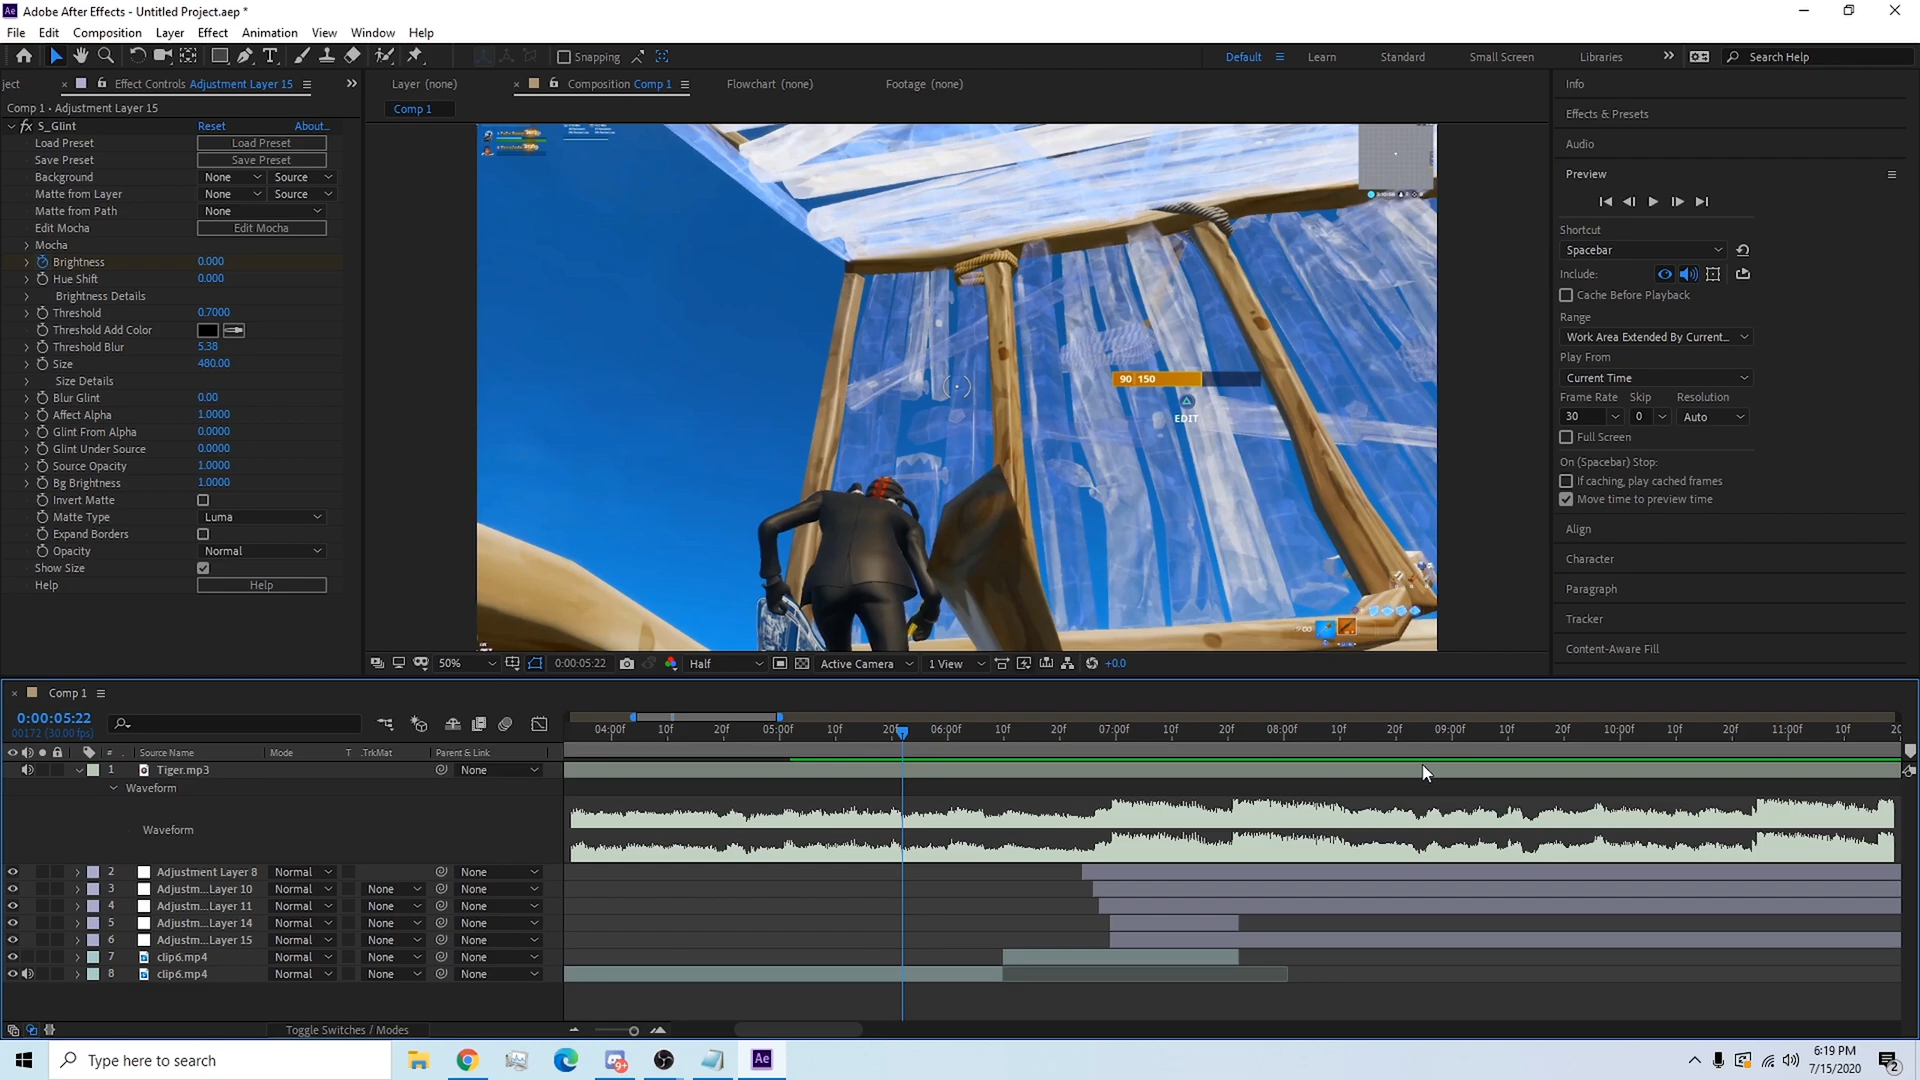 Adobe After Effects - Untitled Project.aep *
File Edit Composition Layer Effect Animation View Window Help
Snapping
Default Learn Standard Small Screen Libraries Search Help
ject Effect Controls Adjustment Layer 15
Layer (none) Composition Comp 1 Flowchart (none) Footage (none)
Comp 1 • Adjustment Layer 15
Comp 1
fx S_Glint Reset About...
Load Preset Load Preset
Save Preset Save Preset
Background None Source
Matte from Layer None Source
Matte from Path None
Edit Mocha Edit Mocha
Mocha
Brightness 0.000
Hue Shift 0.000
Brightness Details
Threshold 0.7000
Threshold Add Color
Threshold Blur 5.38
Size 480.00
Size Details
Blur Glint 0.00
Affect Alpha 1.0000
Glint From Alpha 0.0000
Glint Under Source 0.0000
Source Opacity 1.0000
Bg Brightness 1.0000
Invert Matte
Matte Type Luma
Expand Borders
Opacity Normal
Show Size
Help Help
90 150
EDIT
50% 0:00:05:22 Half Active Camera 1 View +0.0
Info
Effects & Presets
Audio
Preview
Shortcut
Spacebar
Include:
Cache Before Playback
Range
Work Area Extended By Current...
Play From
Current Time
Frame Rate Skip Resolution
30 0 Auto
Full Screen
On (Spacebar) Stop:
If caching, play cached frames
Move time to preview time
Align
Character
Paragraph
Tracker
Content-Aware Fill
Comp 1
0:00:05:22
00172 (30.00 fps)
04:00f 10f 20f 05:00f 10f 20f 06:00f 10f 20f 07:00f 10f 20f 08:00f 10f 20f 09:00f 10f 20f 10:00f 10f 20f 11:00f 10f
# Source Name Mode T .TrkMat Parent & Link
1 Tiger.mp3 None
Waveform
Waveform
2 Adjustment Layer 8 Normal None
3 Adjustm...Layer 10 Normal None None
4 Adjustm...Layer 11 Normal None None
5 Adjustm...Layer 14 Normal None None
6 Adjustm...Layer 15 Normal None None
7 clip6.mp4 Normal None None
8 clip6.mp4 Normal None None
Toggle Switches / Modes
Type here to search
Ae
6:19 PM
7/15/2020
2